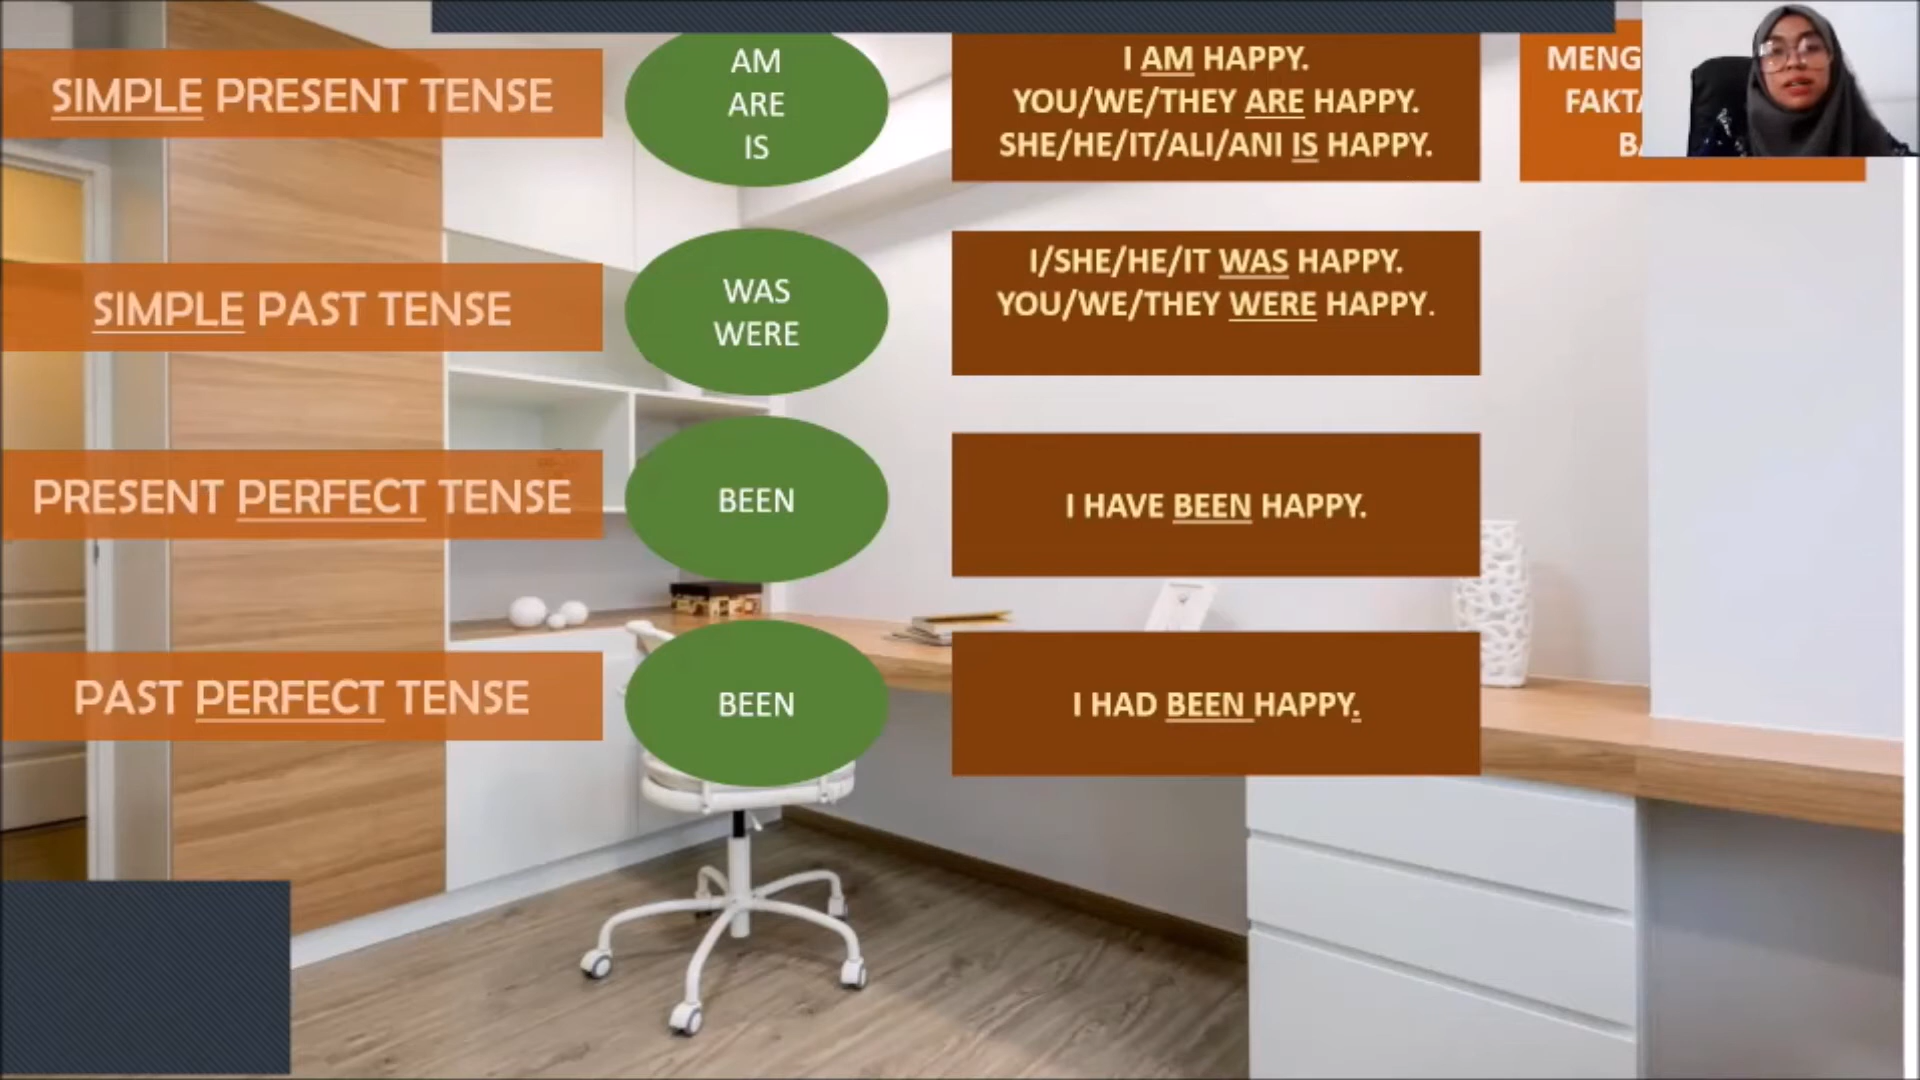 SIMPLE PRESENT TENSE
AM
ARE
IS
I AM HAPPY.
YOU/WE/THEY ARE HAPPY.
SHE/HE/IT/ALI/ANI IS HAPPY.
SIMPLE PAST TENSE
WAS
WERE
I/SHE/HE/IT WAS HAPPY.
YOU/WE/THEY WERE HAPPY.
PRESENT PERFECT TENSE
BEEN
I HAVE BEEN HAPPY.
PAST PERFECT TENSE
BEEN
I HAD BEEN HAPPY.